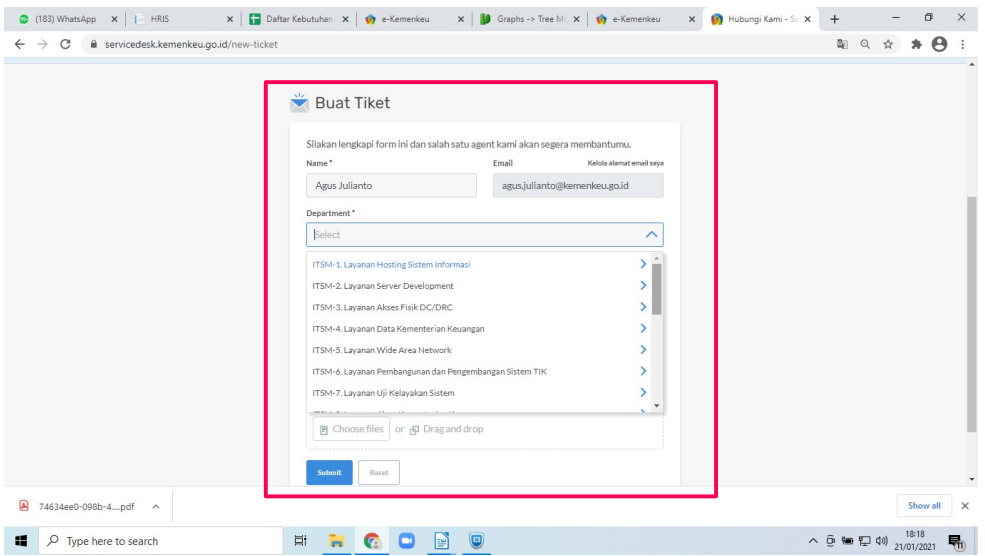 (183) WhatsApp
HRIS
Daftar Kebutuhan
e-Kemenkeu
Graphs -> Tree Mo
e-Kemenkeu
Hubungi Kami - Se
servicedesk.kemenkeu.go.id/new-ticket
Buat Tiket
Silakan lengkapi form ini dan salah satu agent kami akan segera membantumu.
Name *
Email
Kelola alamat email saya
Agus Julianto
agus.julianto@kemenkeu.go.id
Department *
Select
ITSM-1. Layanan Hosting Sistem Informasi
ITSM-2. Layanan Server Development
ITSM-3. Layanan Akses Fisik DC/DRC
ITSM-4. Layanan Data Kementerian Keuangan
ITSM-5. Layanan Wide Area Network
ITSM-6. Layanan Pembangunan dan Pengembangan Sistem TIK
ITSM-7. Layanan Uji Kelayakan Sistem
Choose files or Drag and drop
Submit
Reset
74634ee0-098b-4....pdf
Show all
Type here to search
18:18
21/01/2021
11